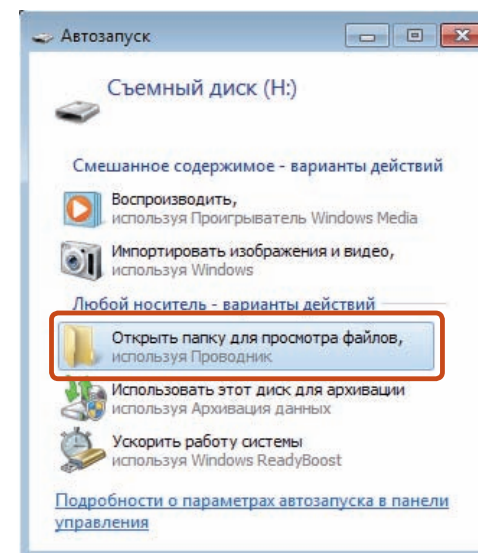 Автозапуск
Съемный диск (H:)
Смешанное содержимое - варианты действий
Воспроизводить,
используя Проигрыватель Windows Media
Импортировать изображения и видео,
используя Windows
Любой носитель - варианты действий
Открыть папку для просмотра файлов,
используя Проводник
Использовать этот диск для архивации
используя Архивация данных
Ускорить работу системы
используя Windows ReadyBoost
Подробности о параметрах автозапуска в панели
управления